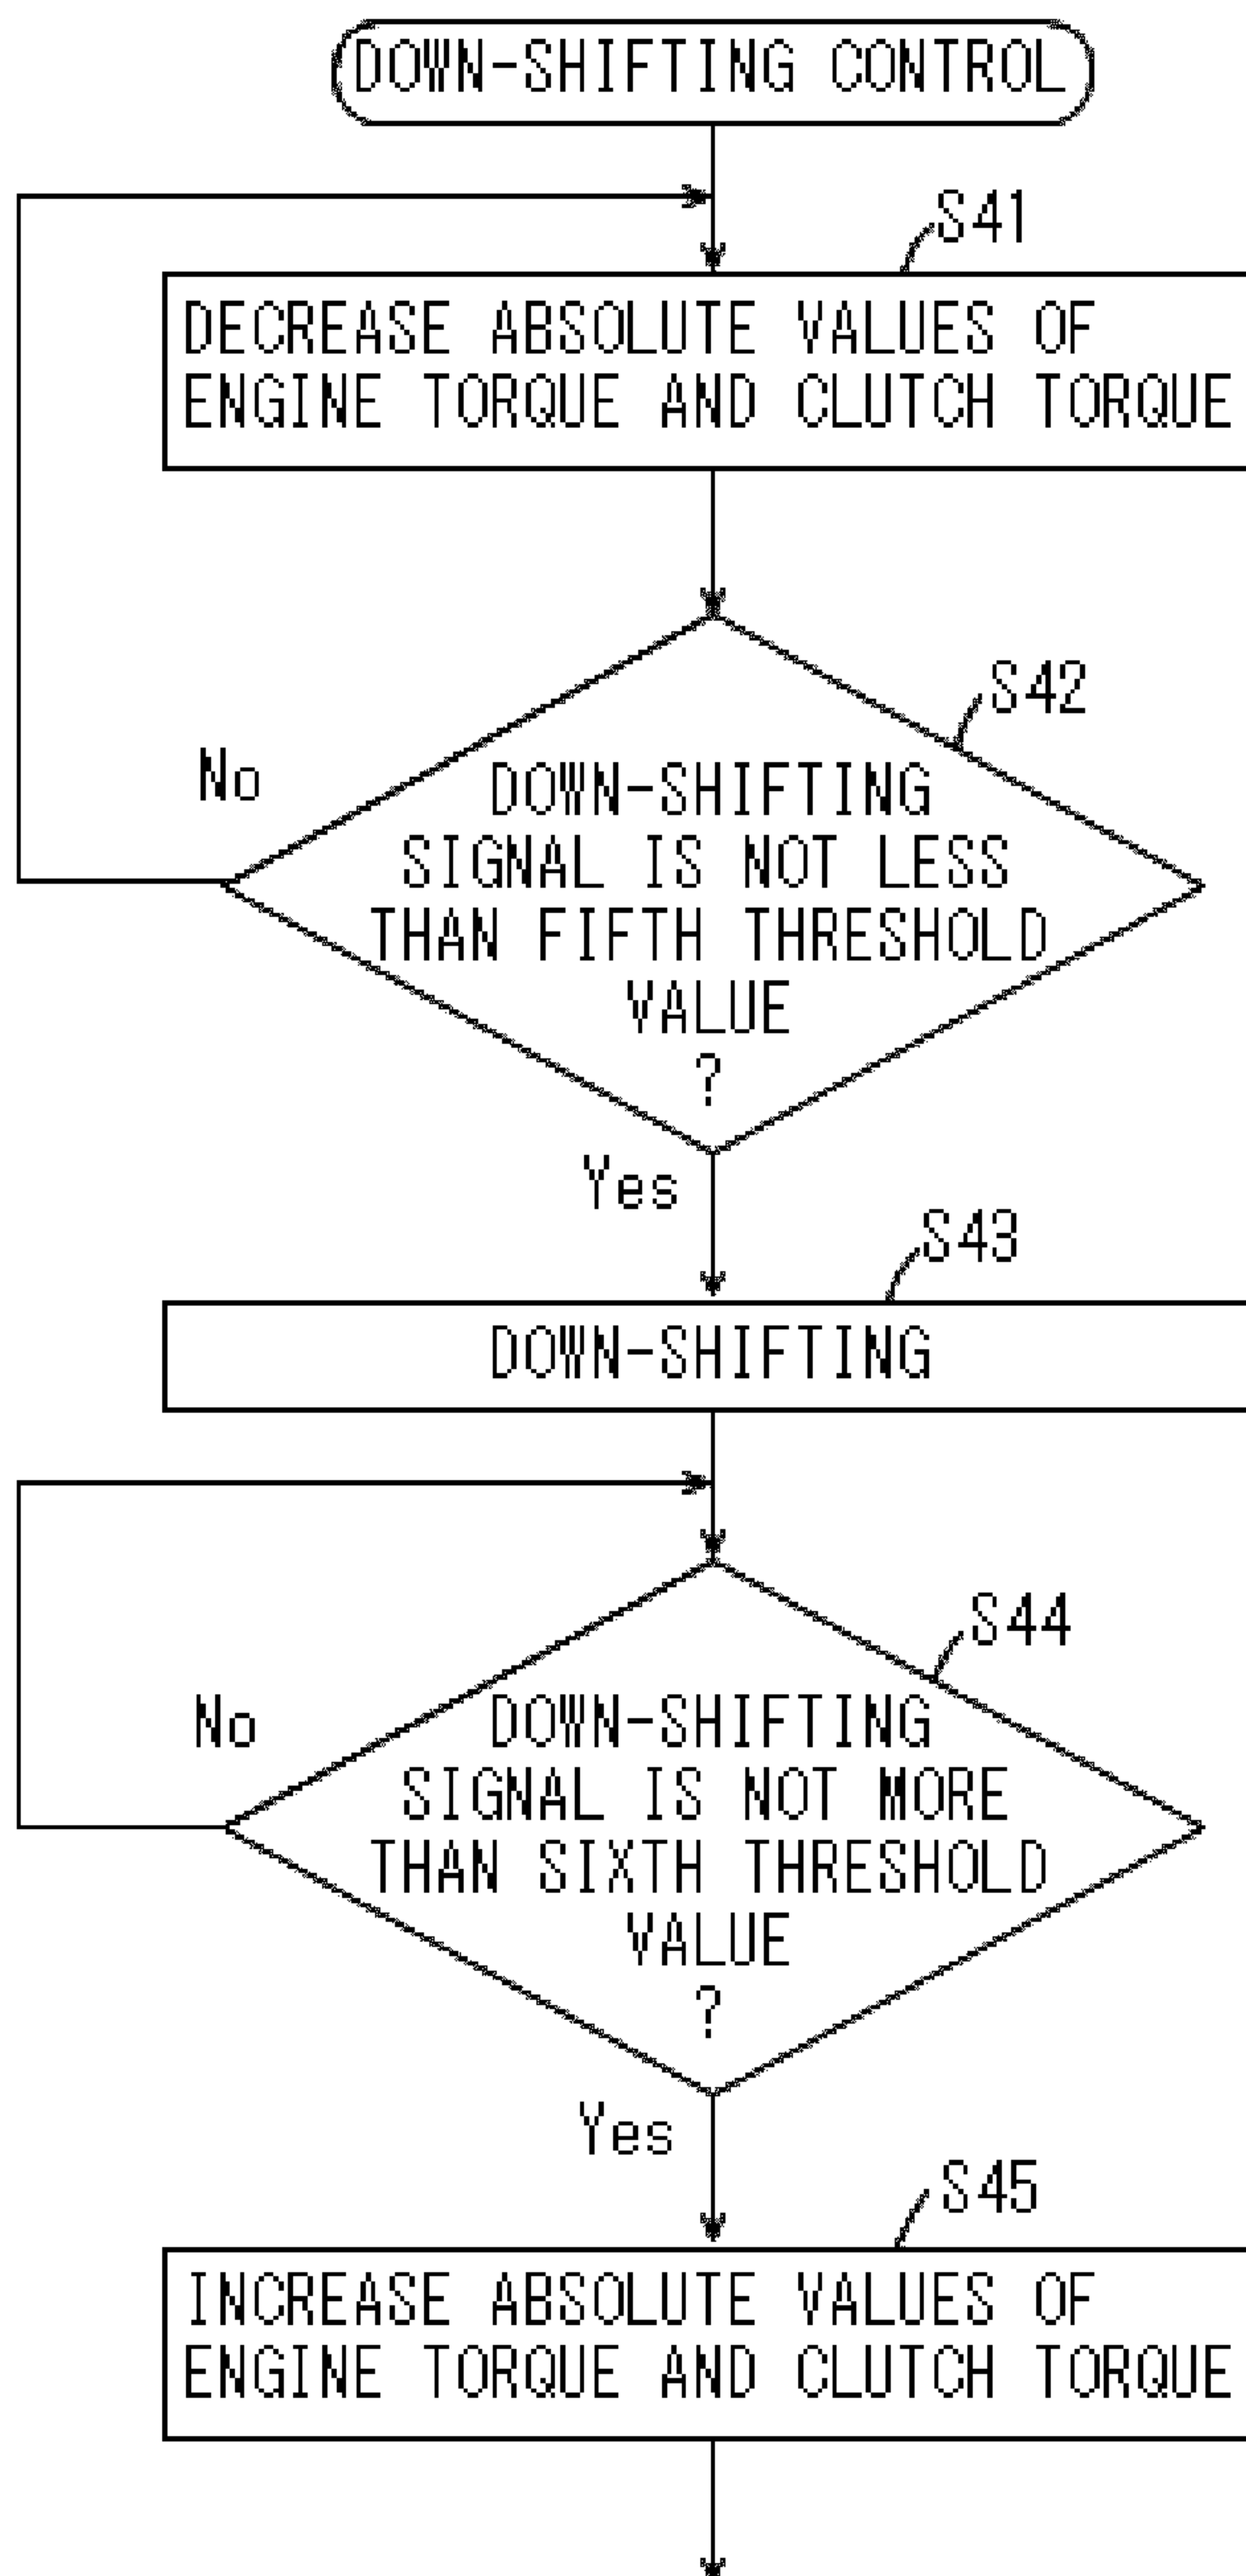 DOWN-SHIFTING CONTROL
S41
DECREASE ABSOLUTE VALUES OF
ENGINE TORQUE AND CLUTCH TORQUE
S42
No
DOWN-SHIFTING
SIGNAL IS NOT LESS
THAN FIFTH THRESHOLD
VALUE
?
Yes
S43
DOWN-SHIFTING
S44
No
DOWN-SHIFTING
SIGNAL IS NOT MORE
THAN SIXTH THRESHOLD
VALUE
?
Yes
S45
INCREASE ABSOLUTE VALUES OF
ENGINE TORQUE AND CLUTCH TORQUE